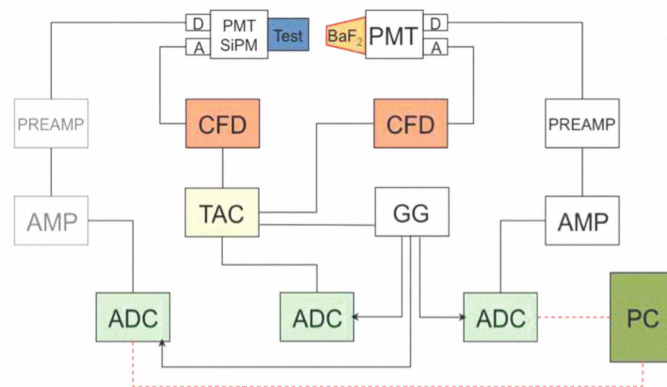 D
PMT
SiPM
A
Test
BaF₂
PMT
D
A
PREAMP
CFD
CFD
PREAMP
AMP
TAC
GG
AMP
ADC
ADC
ADC
PC